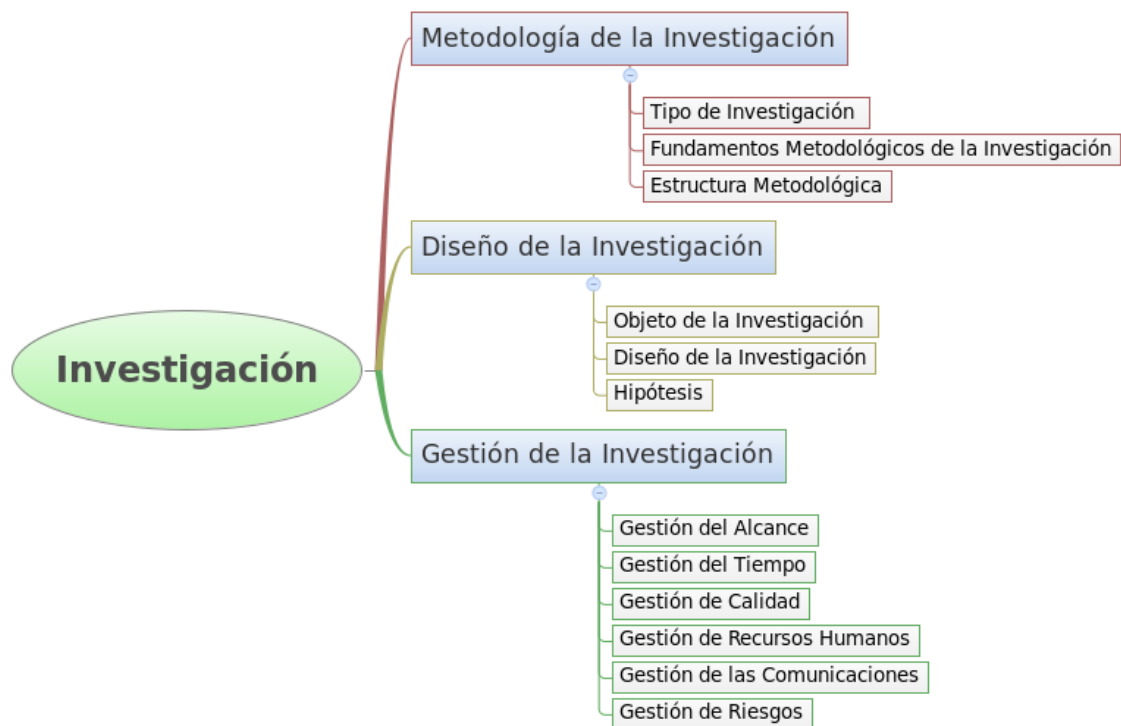 Metodología de la Investigación
Tipo de Investigación
Fundamentos Metodológicos de la Investigación
Estructura Metodológica
Diseño de la Investigación
Objeto de la Investigación
Diseño de la Investigación
Hipótesis
Investigación
Gestión de la Investigación
Gestión del Alcance
Gestión del Tiempo
Gestión de Calidad
Gestión de Recursos Humanos
Gestión de las Comunicaciones
Gestión de Riesgos